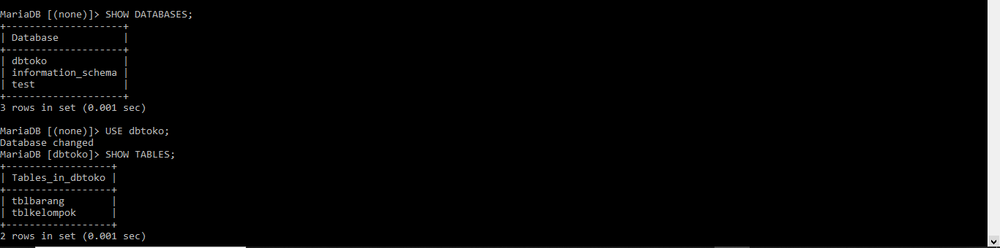 MariaDB [(none)]> SHOW DATABASES;
+--------------------+
| Database           |
+--------------------+
| dbtoko             |
| information_schema |
| test               |
+--------------------+
3 rows in set (0.001 sec)
MariaDB [(none)]> USE dbtoko;
Database changed
MariaDB [dbtoko]> SHOW TABLES;
+------------------+
| Tables_in_dbtoko |
+------------------+
| tblbarang        |
| tblkelompok      |
+------------------+
2 rows in set (0.001 sec)